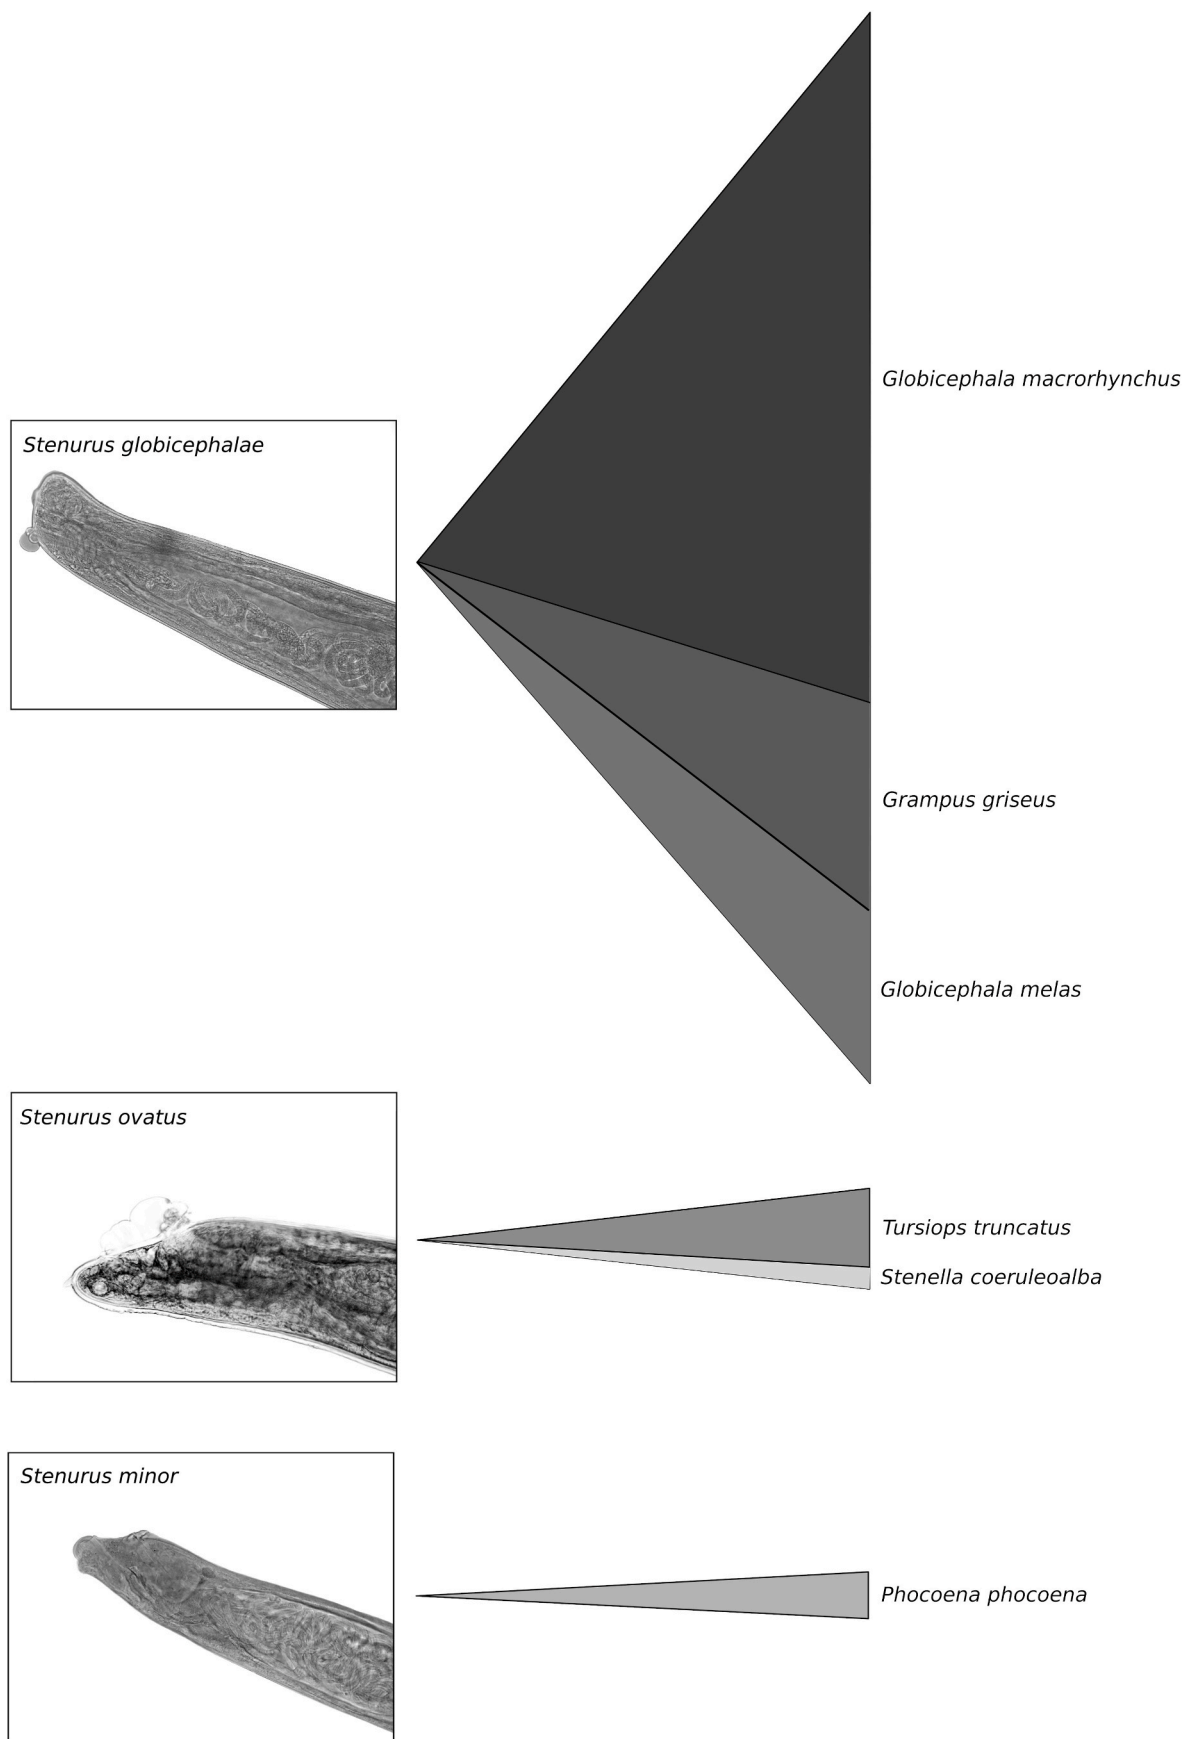 Globicephala macrorhynchus
Stenurus globicephalae
Grampus griseus
Globicephala melas
Stenurus ovatus
Tursiops truncatus
Stenella coeruleoalba
Stenurus minor
Phocoena phocoena